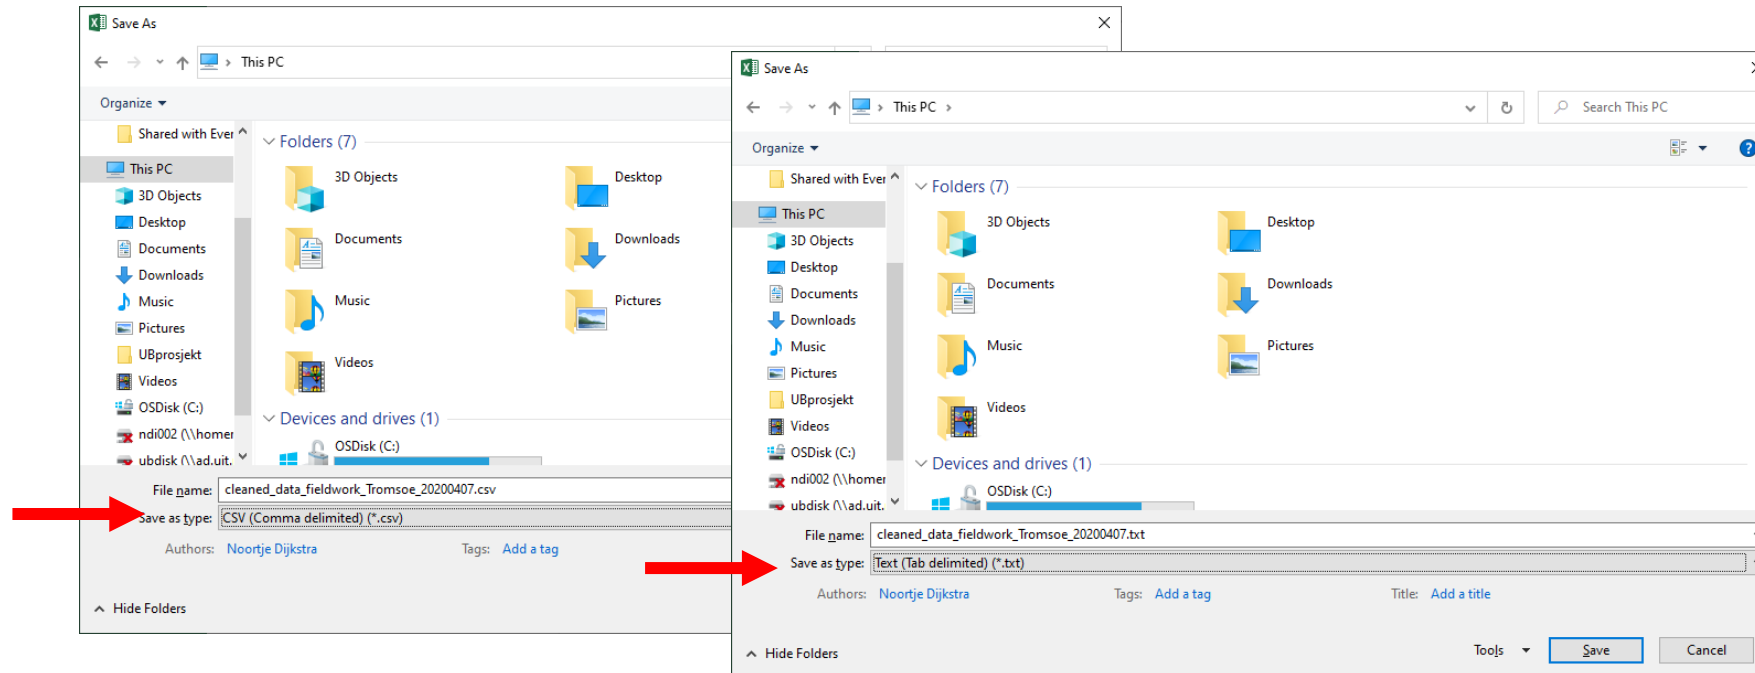 Save As
This PC
Organize
Shared with Ever
This PC
3D Objects
Desktop
Documents
Downloads
Music
Pictures
UBprosjekt
Videos
OSDisk (C:)
ndi002 (\\homer
ubdisk (\\ad.uit.
Folders (7)
3D Objects
Desktop
Documents
Downloads
Music
Pictures
Videos
Devices and drives (1)
OSDisk (C:)
File name: cleaned_data_fieldwork_Tromsoe_20200407.csv
Save as type: CSV (Comma delimited) (*.csv)
Authors: Noortje Dijkstra Tags: Add a tag
Hide Folders
Save As
This PC
Search This PC
Organize
Shared with Ever
This PC
3D Objects
Desktop
Documents
Downloads
Music
Pictures
UBprosjekt
Videos
OSDisk (C:)
ndi002 (\\homer
ubdisk (\\ad.uit.
Folders (7)
3D Objects
Desktop
Documents
Downloads
Music
Pictures
Videos
Devices and drives (1)
OSDisk (C:)
File name: cleaned_data_fieldwork_Tromsoe_20200407.txt
Save as type: Text (Tab delimited) (*.txt)
Authors: Noortje Dijkstra Tags: Add a tag Title: Add a title
Hide Folders
Tools Save Cancel